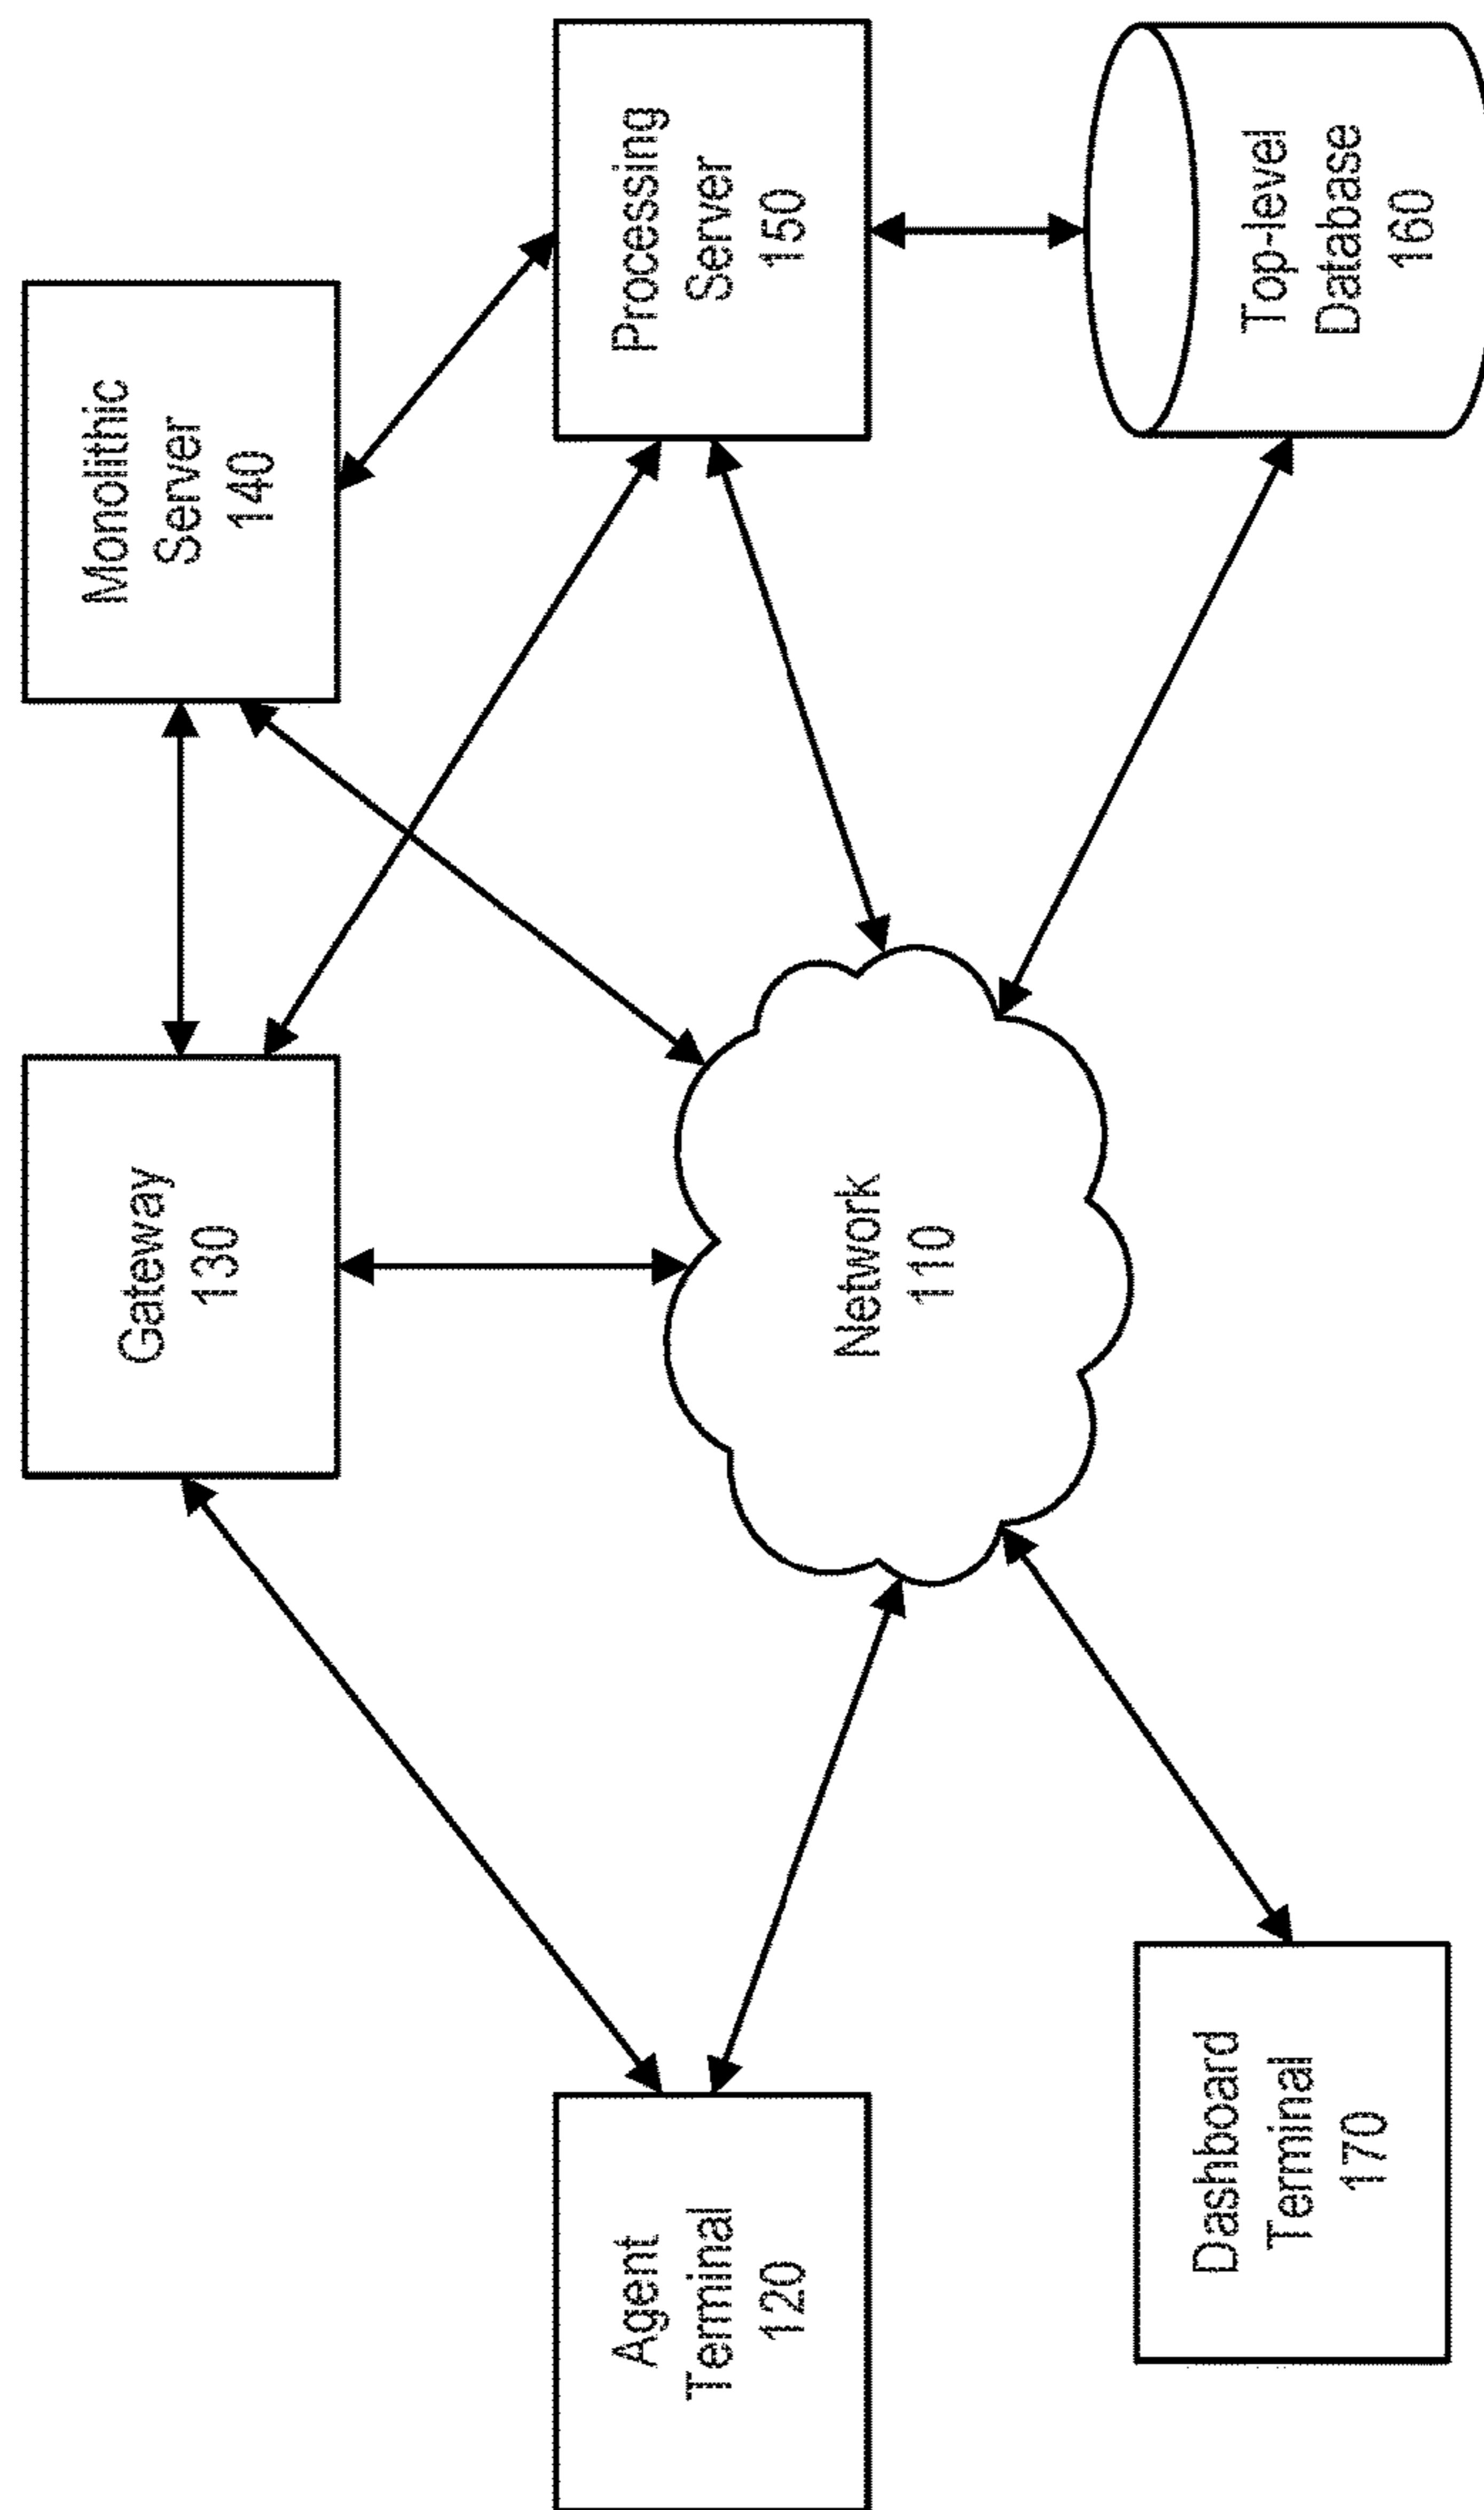 Gateway
130
Monolithic
Server
140
Agent
Terminal
120
Processing
Server
150
Network
110
Dashboard
Terminal
170
Top-level
Database
160